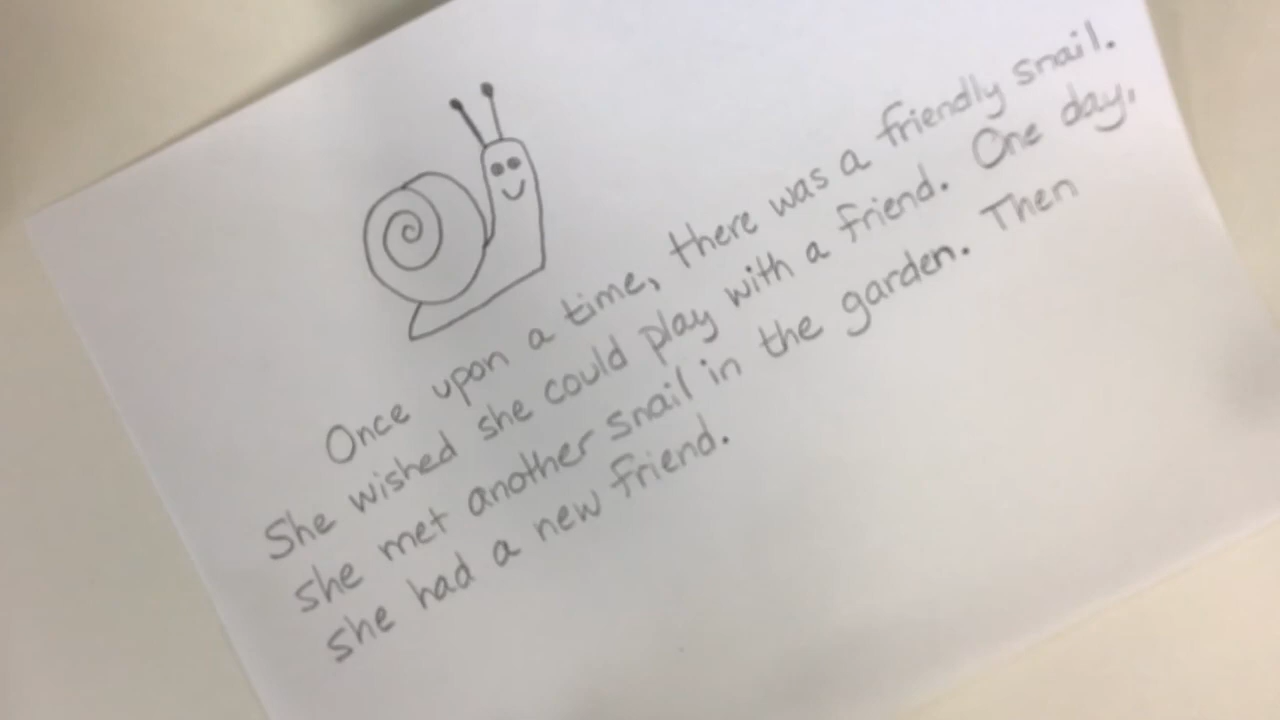 Once upon a time, there was a friendly snail.
She wished she could play with a friend. One day,
she met another snail in the garden. Then
she had a new friend.